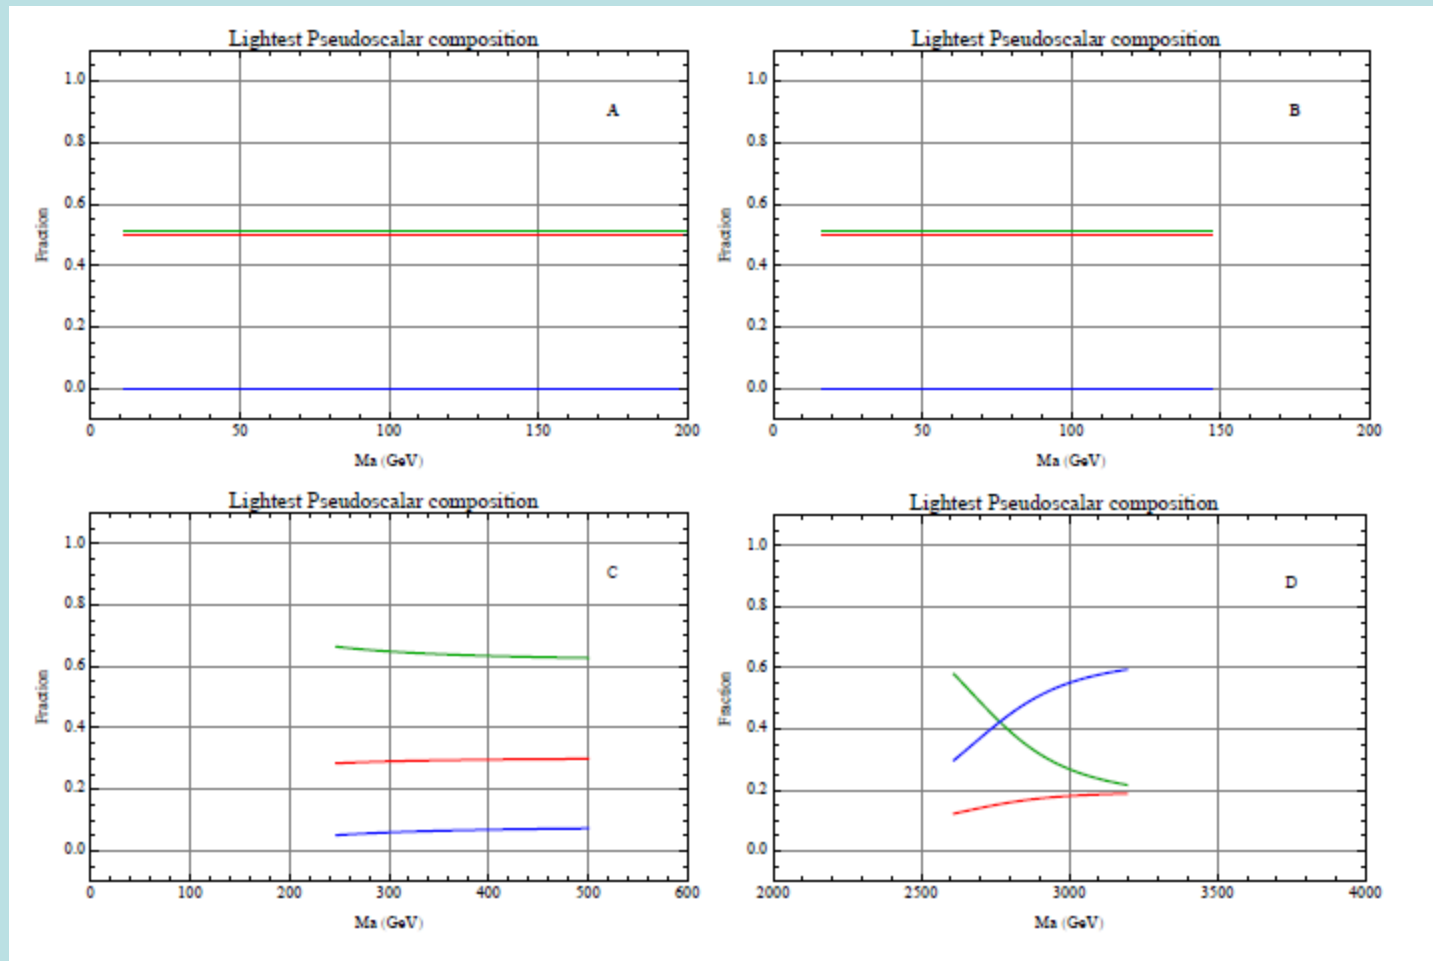 Lightest Pseudoscalar composition
A
1.0
0.8
0.6
0.4
0.2
0.0
Fraction
0 50 100 150 200
Ma (GeV)
Lightest Pseudoscalar composition
B
1.0
0.8
0.6
0.4
0.2
0.0
Fraction
0 50 100 150 200
Ma (GeV)
Lightest Pseudoscalar composition
C
1.0
0.8
0.6
0.4
0.2
0.0
Fraction
0 100 200 300 400 500 600
Ma (GeV)
Lightest Pseudoscalar composition
D
1.0
0.8
0.6
0.4
0.2
0.0
Fraction
2000 2500 3000 3500 4000
Ma (GeV)